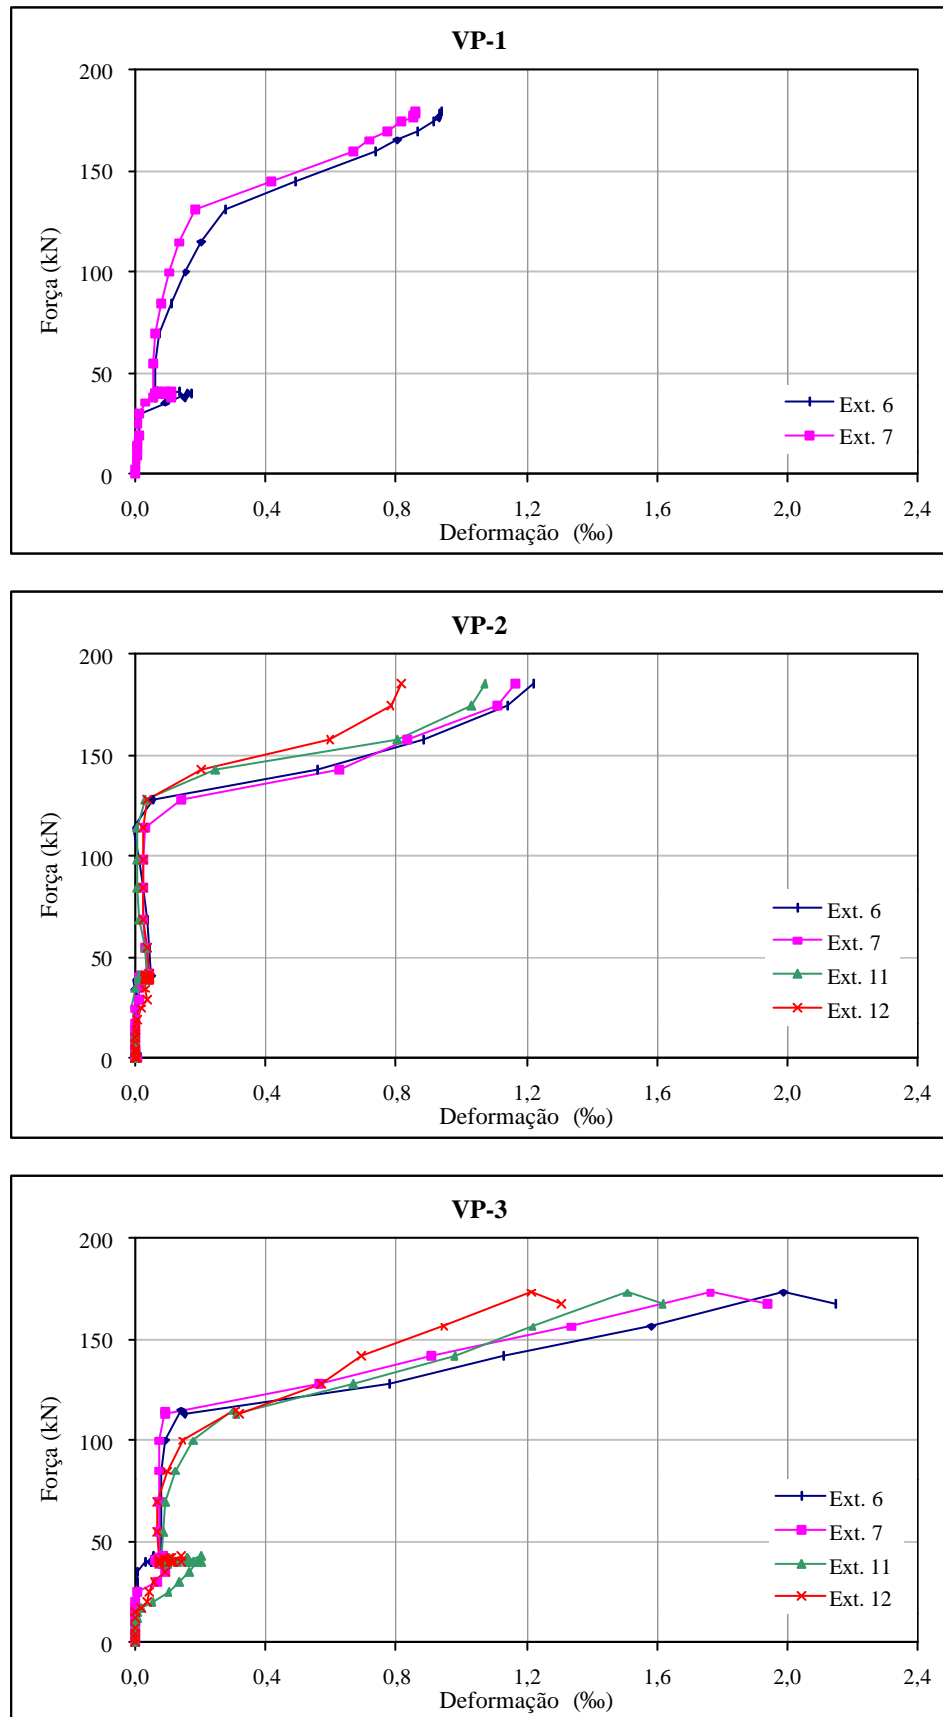 VP-1
200
150
100
50
0
Força (kN)
0,0 0,4 0,8 1,2 1,6 2,0 2,4
Deformação (‰)
Ext. 6
Ext. 7
VP-2
200
150
100
50
0
Força (kN)
0,0 0,4 0,8 1,2 1,6 2,0 2,4
Deformação (‰)
Ext. 6
Ext. 7
Ext. 11
Ext. 12
VP-3
200
150
100
50
0
Força (kN)
0,0 0,4 0,8 1,2 1,6 2,0 2,4
Deformação (‰)
Ext. 6
Ext. 7
Ext. 11
Ext. 12